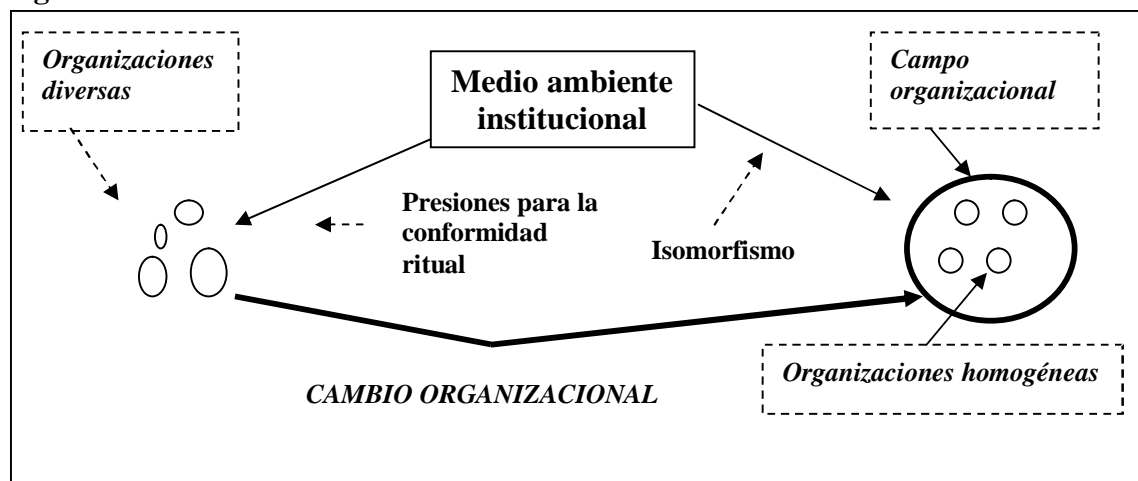 Organizaciones
diversas
Medio ambiente
institucional
Campo
organizacional
Presiones para la
conformidad
ritual
Isomorfismo
Organizaciones homogéneas
CAMBIO ORGANIZACIONAL